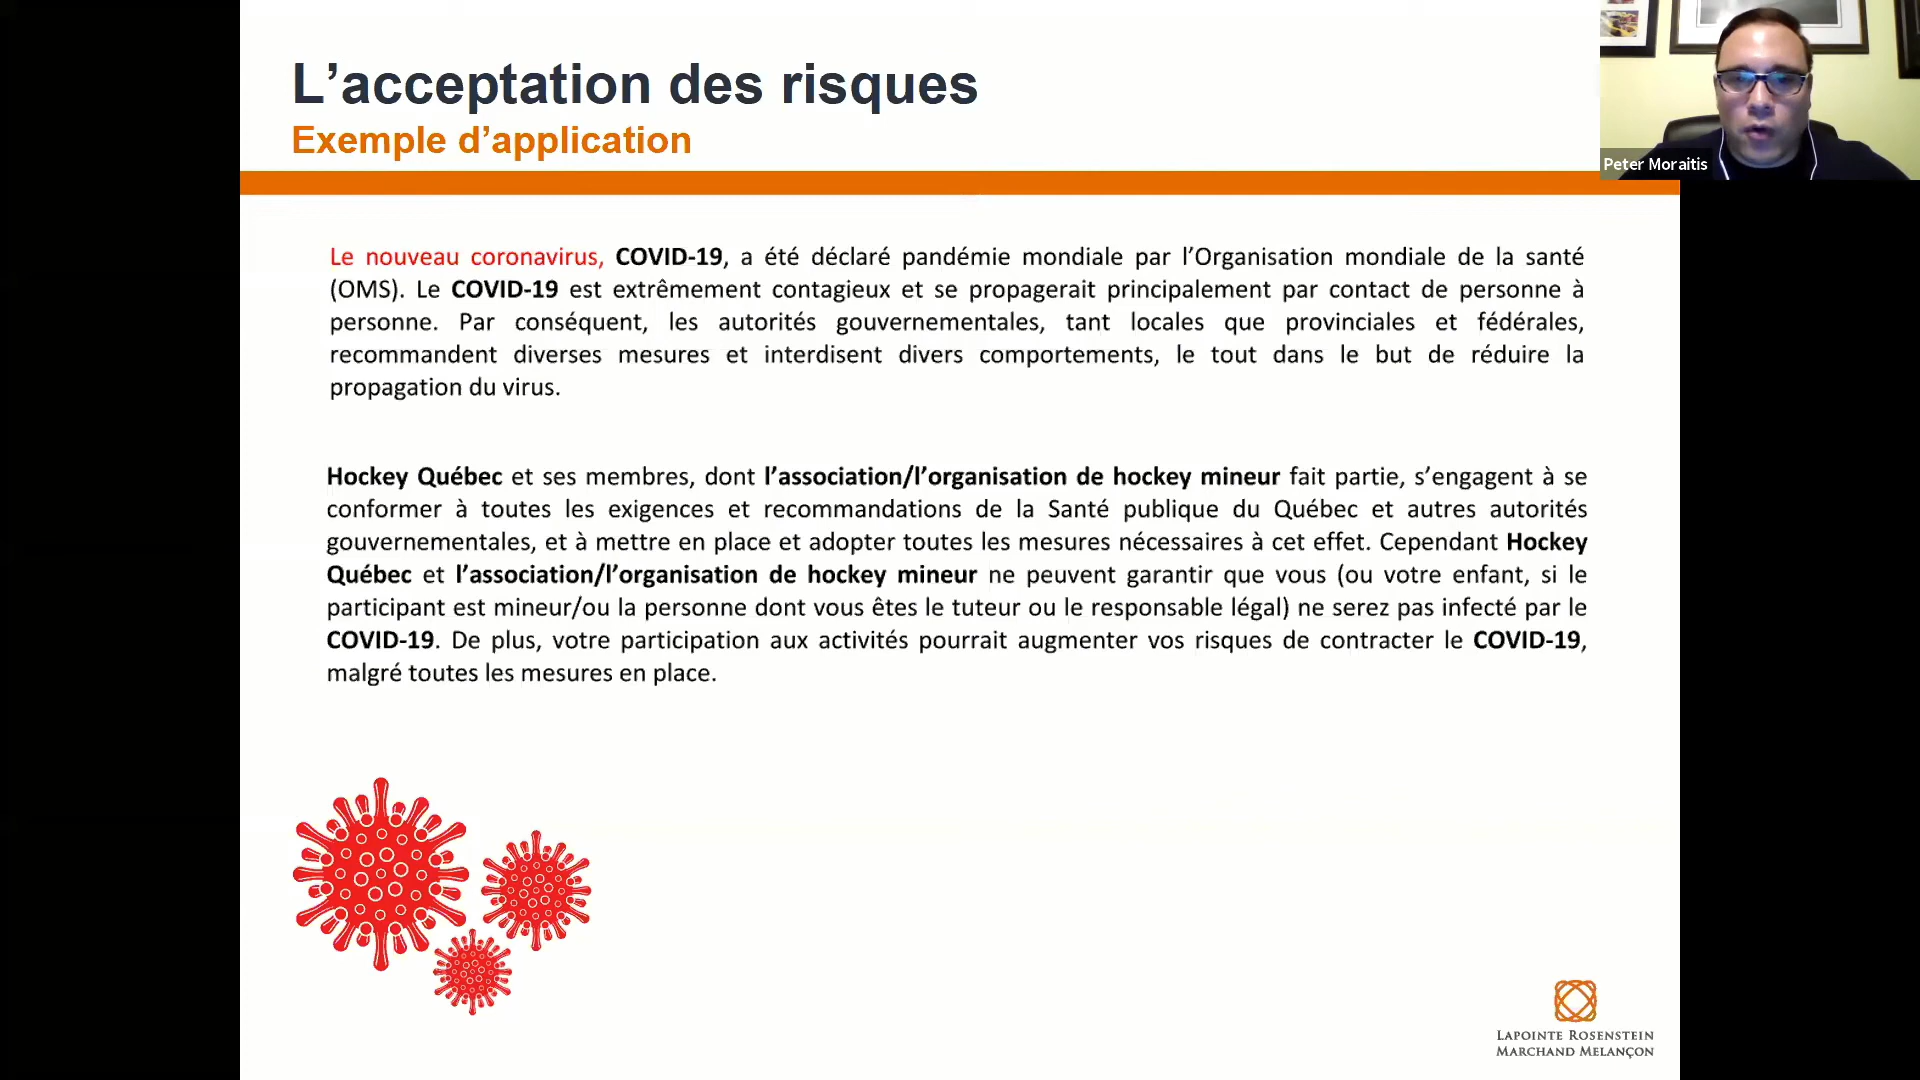 L’acceptation des risques
Exemple d’application
Peter Moraitis
Le nouveau coronavirus, COVID-19, a été déclaré pandémie mondiale par l’Organisation mondiale de la santé
(OMS). Le COVID-19 est extrêmement contagieux et se propagerait principalement par contact de personne à
personne. Par conséquent, les autorités gouvernementales, tant locales que provinciales et fédérales,
recommandent diverses mesures et interdisent divers comportements, le tout dans le but de réduire la
propagation du virus.
Hockey Québec et ses membres, dont l’association/l’organisation de hockey mineur fait partie, s’engagent à se
conformer à toutes les exigences et recommandations de la Santé publique du Québec et autres autorités
gouvernementales, et à mettre en place et adopter toutes les mesures nécessaires à cet effet. Cependant Hockey
Québec et l’association/l’organisation de hockey mineur ne peuvent garantir que vous (ou votre enfant, si le
participant est mineur/ou la personne dont vous êtes le tuteur ou le responsable légal) ne serez pas infecté par le
COVID-19. De plus, votre participation aux activités pourrait augmenter vos risques de contracter le COVID-19,
malgré toutes les mesures en place.
LAPOINTE ROSENSTEIN
MARCHAND MELANÇON